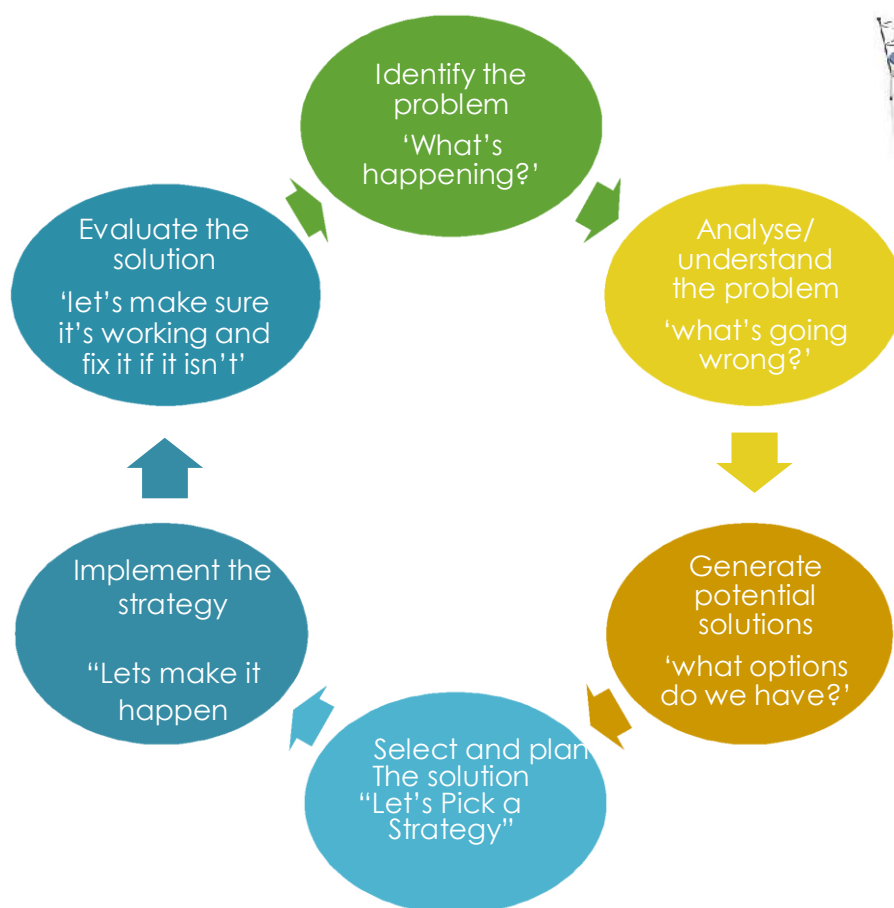 Identify the
problem
‘What’s
happening?’
Analyse/
understand
the problem
‘what’s going
wrong?’
Generate
potential
solutions
‘what options
do we have?’
Select and plan
The solution
“Let’s Pick a
Strategy”
Implement the
strategy
“Lets make it
happen
Evaluate the
solution
‘let’s make sure
it’s working and
fix it if it isn’t’